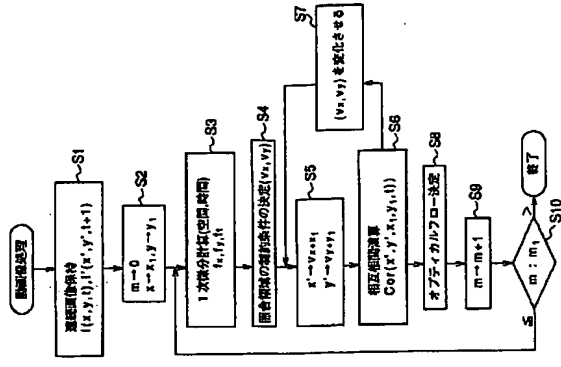 動画像処理
S1
連続画像保持
I(x,y,t),I'(x',y',t+1)
S2
m→0
x→x1,y→y1
S3
1次微分計算(空間,時間)
fx,fy,ft
S4
照合領域の制約条件の決定(vx,vy)
S5
x'→vx+x1
y'→vy+y1
S7
(vx,vy)を変化させる
S6
相互相関演算
Cor(x',y',x1,y1,t))
S8
オプティカルフロー決定
S9
m→m+1
m:m1
S10
≦
>
終了